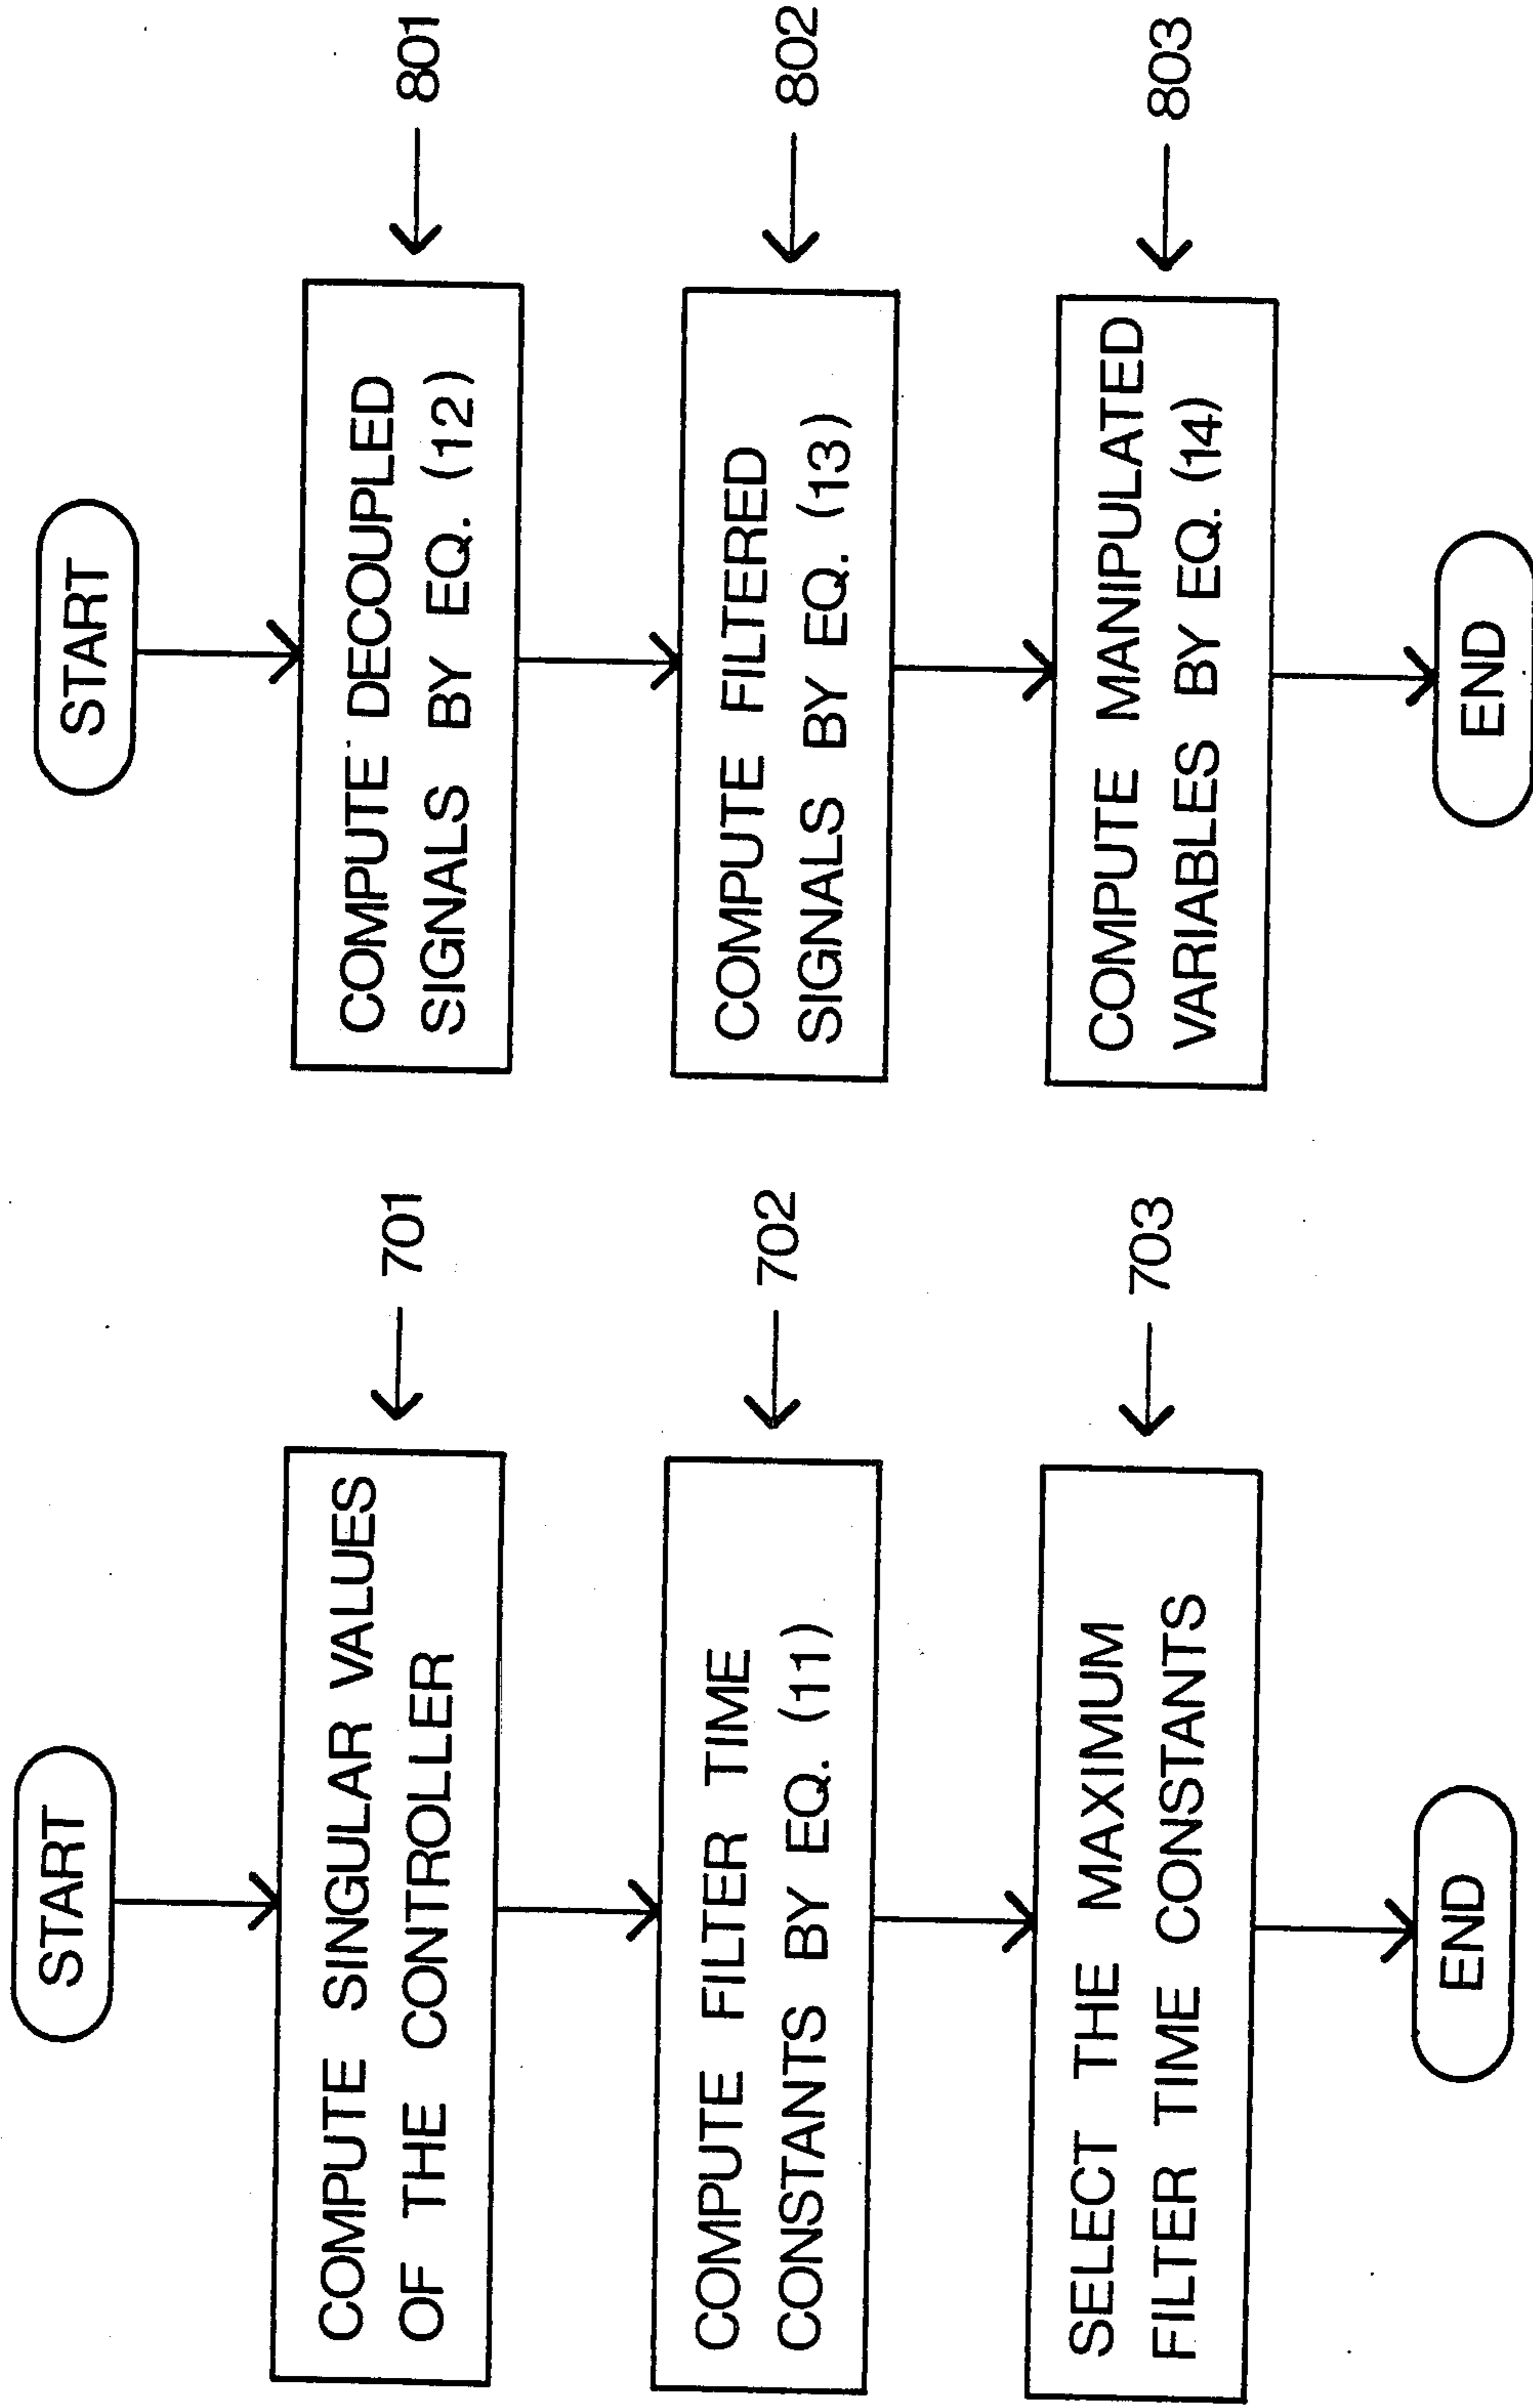 START
COMPUTE SINGULAR VALUES
OF THE CONTROLLER
701
COMPUTE FILTER TIME
CONSTANTS BY EQ. (11)
702
SELECT THE MAXIMUM
FILTER TIME CONSTANTS
703
END
START
COMPUTE DECOUPLED
SIGNALS BY EQ. (12)
801
COMPUTE FILTERED
SIGNALS BY EQ. (13)
802
COMPUTE MANIPULATED
VARIABLES BY EQ. (14)
803
END